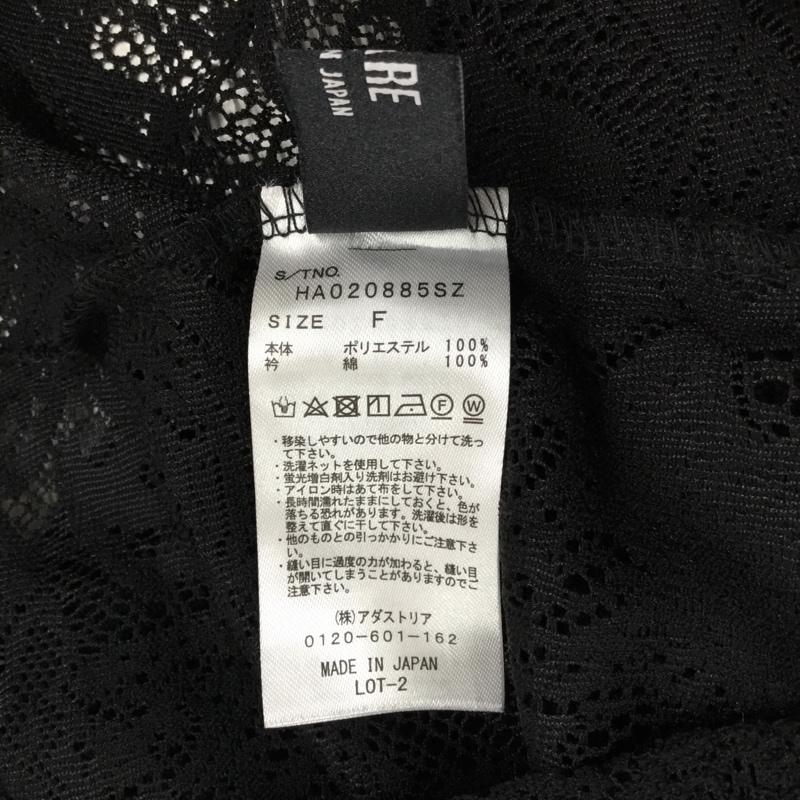 RE
N JAPAN
S/TNO.
HA020885SZ
SIZE F
本体 ポリエステル 100%
衿 綿 100%
・移染しやすいので他の物と分けて洗っ
て下さい。
・洗濯ネットを使用して下さい。
・蛍光増白剤入り洗剤はお避け下さい。
・アイロン時はあて布をして下さい。
・長時間濡れたままにしておくと、色が
落ちる恐れがあります。洗濯後は形を
整えて直ぐに干して下さい。
・他のものとの引っかかりにご注意下さ
い。
・縫い目に過度の力が加わると、縫い目
が開いてしまうことがありますのでご
注意下さい。
(株)アダストリア
0120-601-162
MADE IN JAPAN
LOT-2